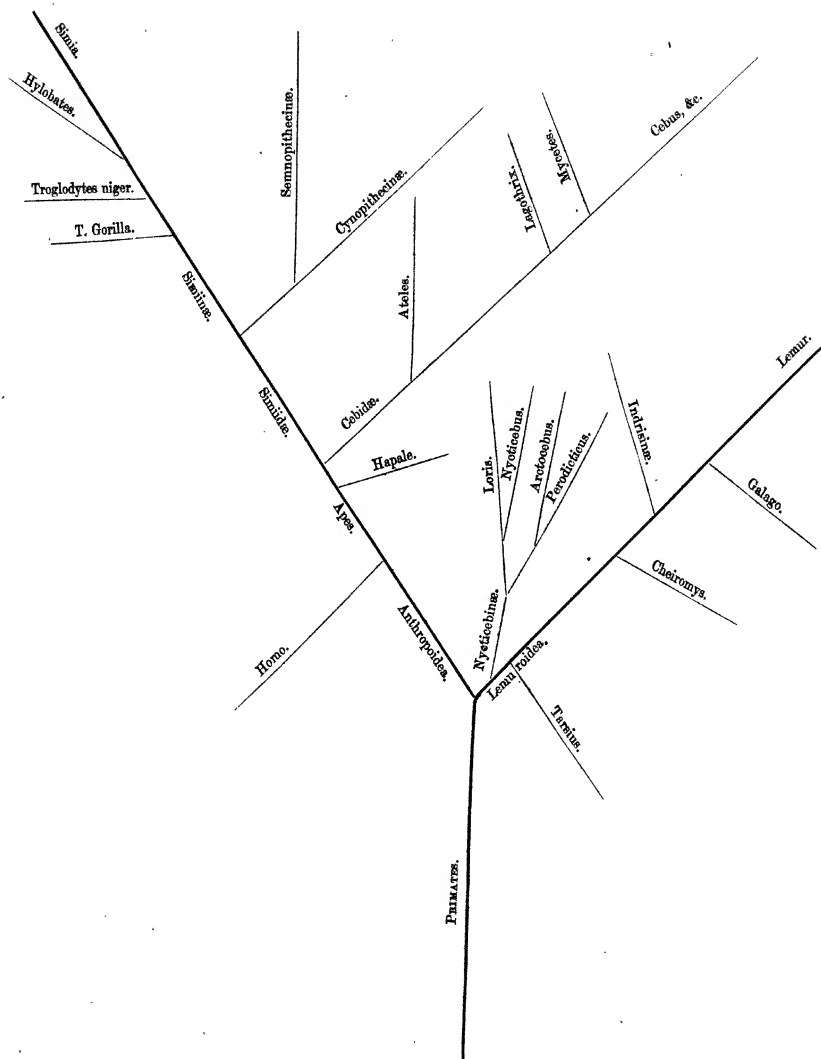 Simia.
Hylobates.
Troglodytes niger.
T. Gorilla.
Simiinæ.
Semnopithecinæ.
Cynopithecinæ.
Ateles.
Lagothrix.
Mycetes.
Cebus, &c.
Simiidæ.
Cebidæ.
Hapale.
Apes.
Homo.
Anthropoidea.
Loris.
Nycticebus.
Arctocebus.
Perodicticus.
Indrisinæ.
Lemur.
Galago.
Cheiromys.
Nycticebinæ.
Lemuroidea.
Tarsius.
PRIMATES.